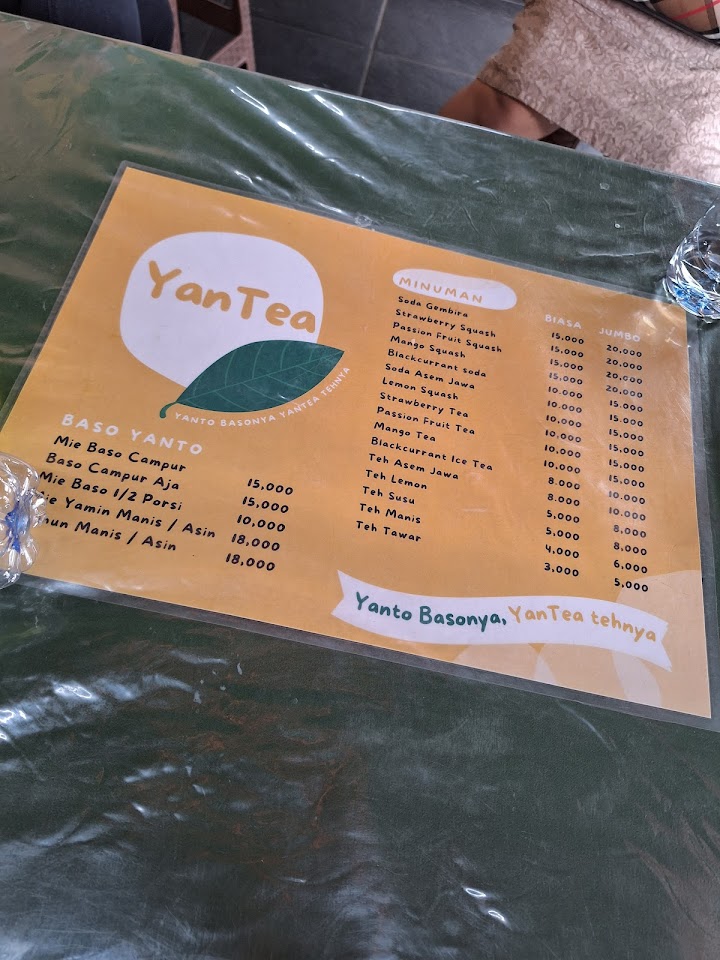 YanTea
YANTO BASONYA YANTEA TEHNYA
BASO YANTO
Mie Baso Campur 15,000
Baso Campur Aja 15,000
Mie Baso 1/2 Porsi 10,000
Yamin Manis / Asin 18,000
Manis / Asin 18,000
MINUMAN BIASA JUMBO
Soda Gembira 15,000 20,000
Strawberry Squash 15.000 20.000
Passion Fruit Squash 15.000 20.000
Mango Squash 15.000 20.000
Blackcurrant soda 10.000 15.000
Soda Asem Jawa 10.000 15.000
Lemon Squash 10.000 15.000
Strawberry Tea 10.000 15.000
Passion Fruit Tea 10.000 15.000
Mango Tea 10.000 15.000
Blackcurrant Ice Tea 8.000 10.000
Teh Asem Jawa 8.000 10.000
Teh Lemon 5,000 8,000
Teh Susu 5,000 8,000
Teh Manis 4,000 6,000
Teh Tawar 3,000 5,000
Yanto Basonya, YanTea tehnya